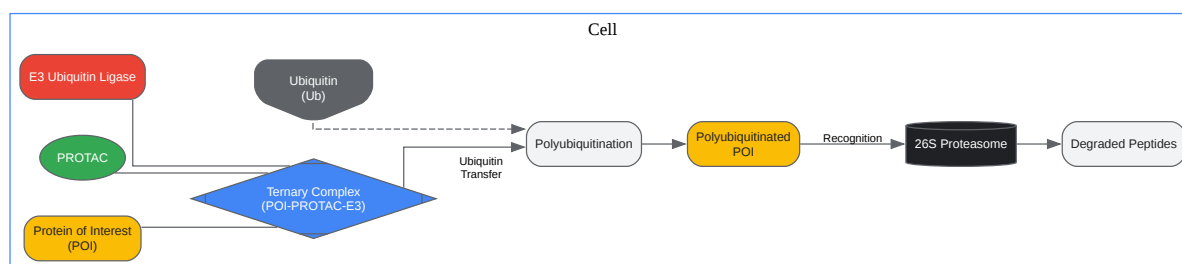 Cell
E3 Ubiquitin Ligase
PROTAC
Protein of Interest
(POI)
Ubiquitin
(Ub)
Ternary Complex
(POI-PROTAC-E3)
Ubiquitin
Transfer
Polyubiquitination
Polyubiquitinated
POI
Recognition
26S Proteasome
Degraded Peptides